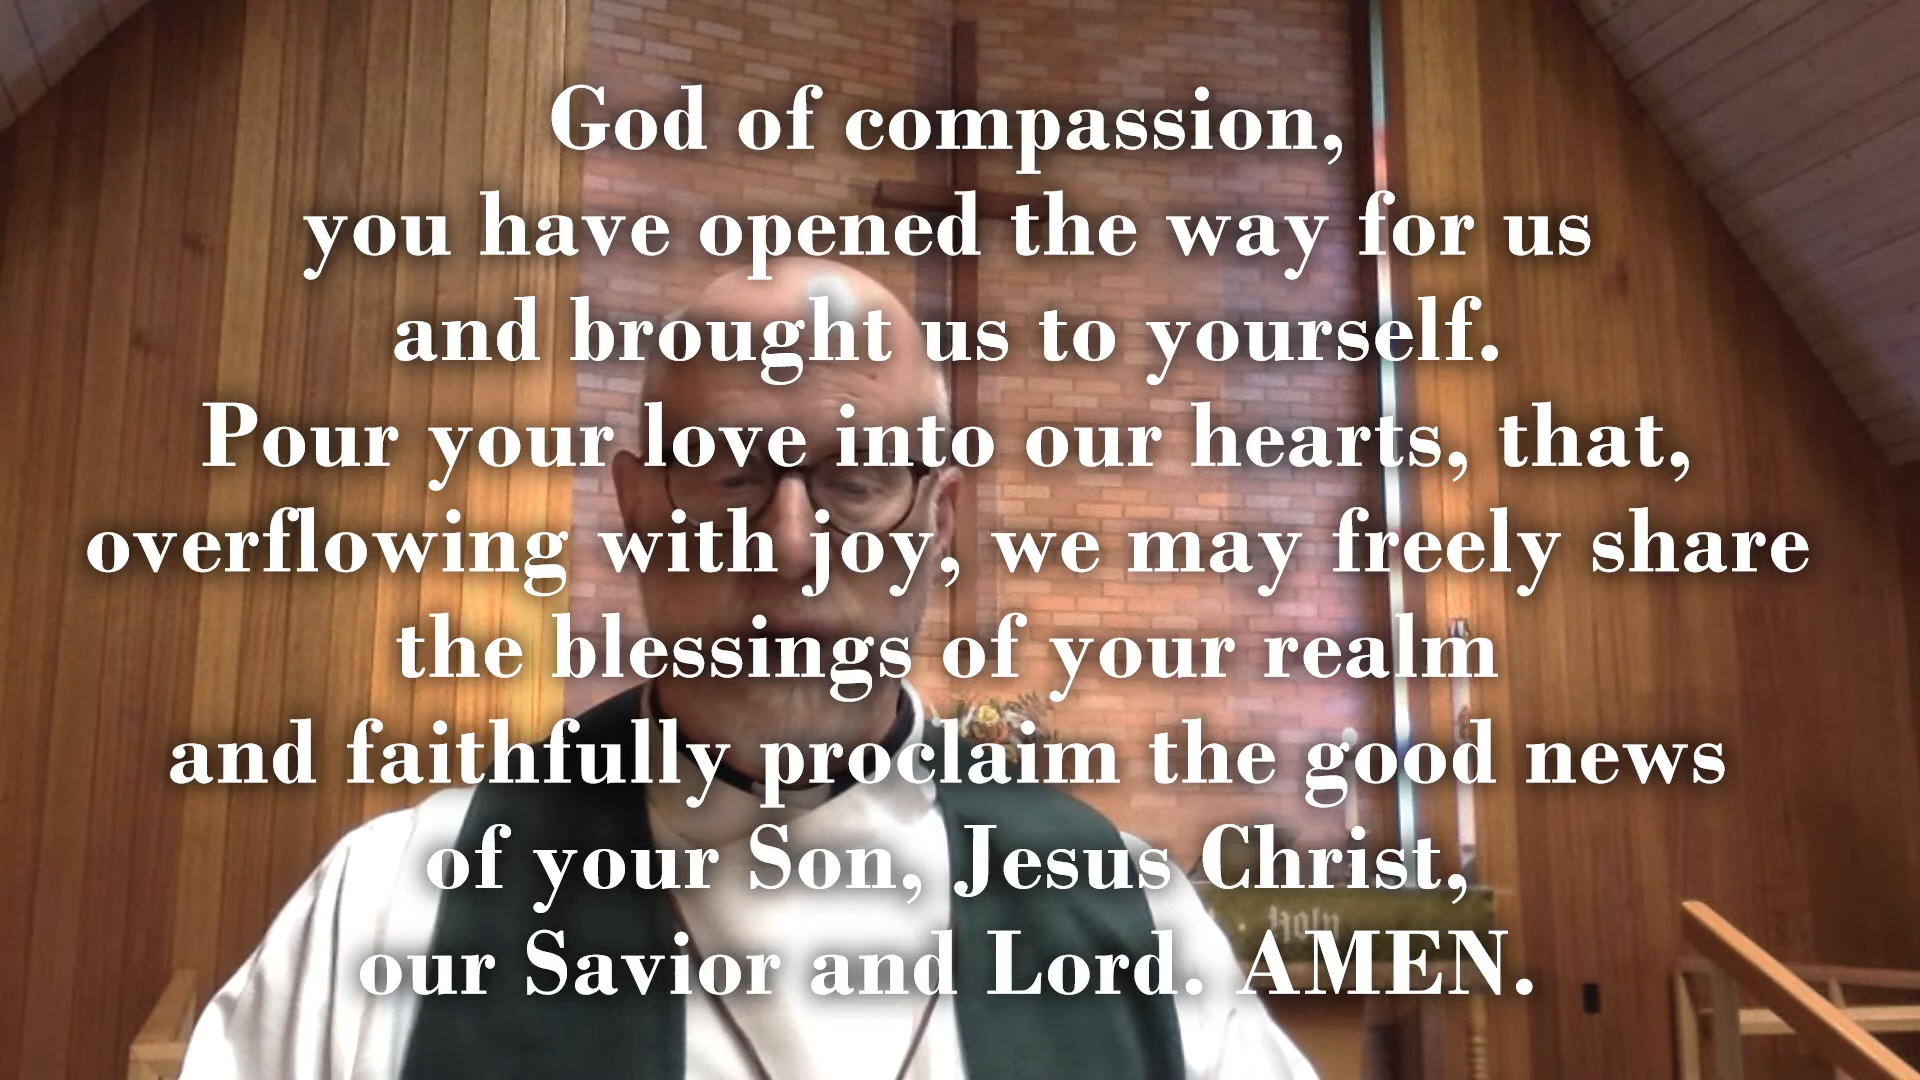 God of compassion,
you have opened the way for us
and brought us to yourself.
Pour your love into our hearts, that,
overflowing with joy, we may freely share
the blessings of your realm
and faithfully proclaim the good news
of your Son, Jesus Christ,
our Savior and Lord. AMEN.
Holy